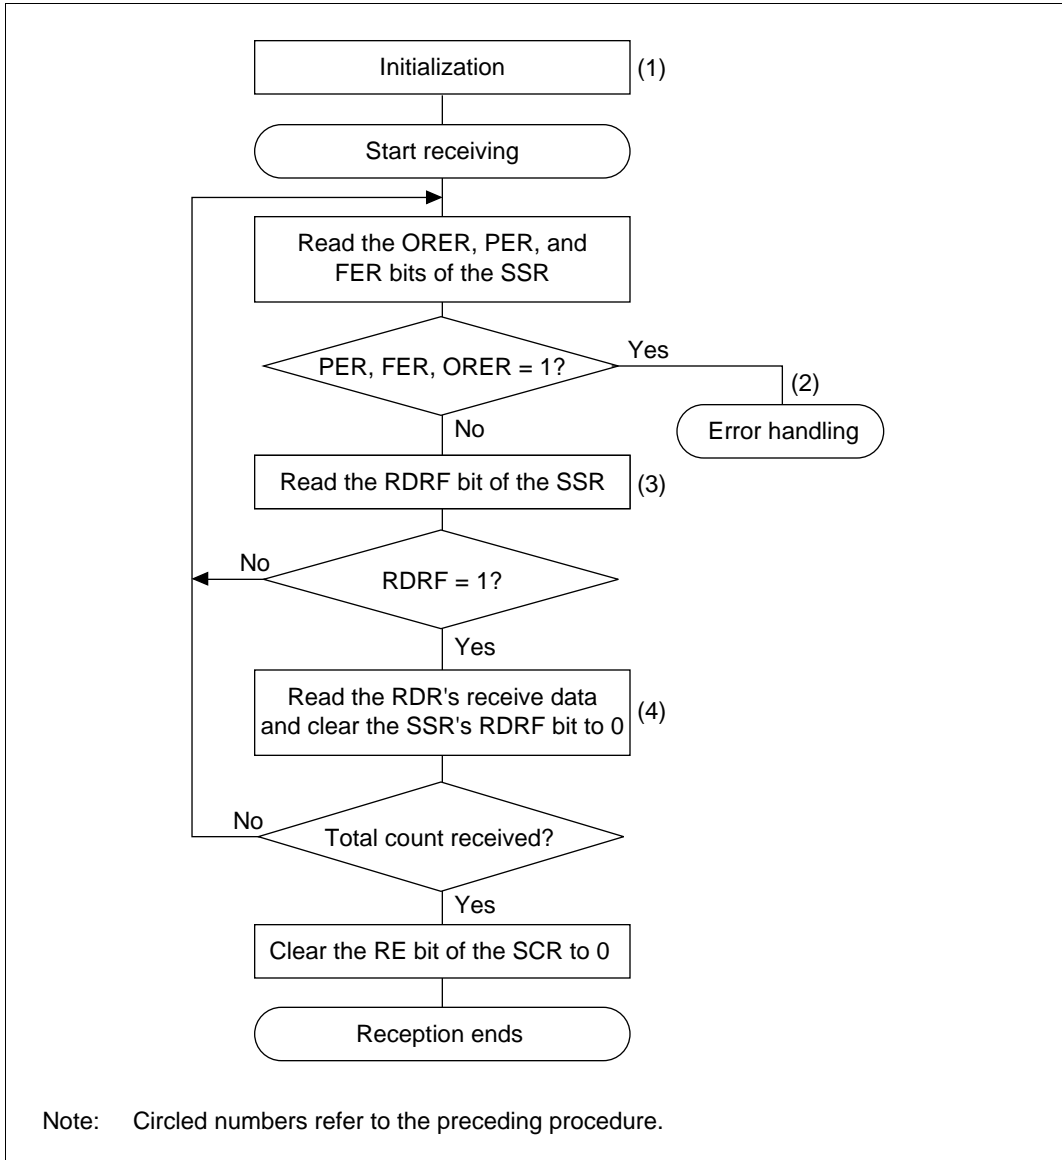 Initialization
(1)
Start receiving
Read the ORER, PER, and
FER bits of the SSR
PER, FER, ORER = 1?
Yes
(2)
Error handling
No
Read the RDRF bit of the SSR
(3)
No
RDRF = 1?
Yes
Read the RDR's receive data
and clear the SSR's RDRF bit to 0
(4)
No
Total count received?
Yes
Clear the RE bit of the SCR to 0
Reception ends
Note: Circled numbers refer to the preceding procedure.